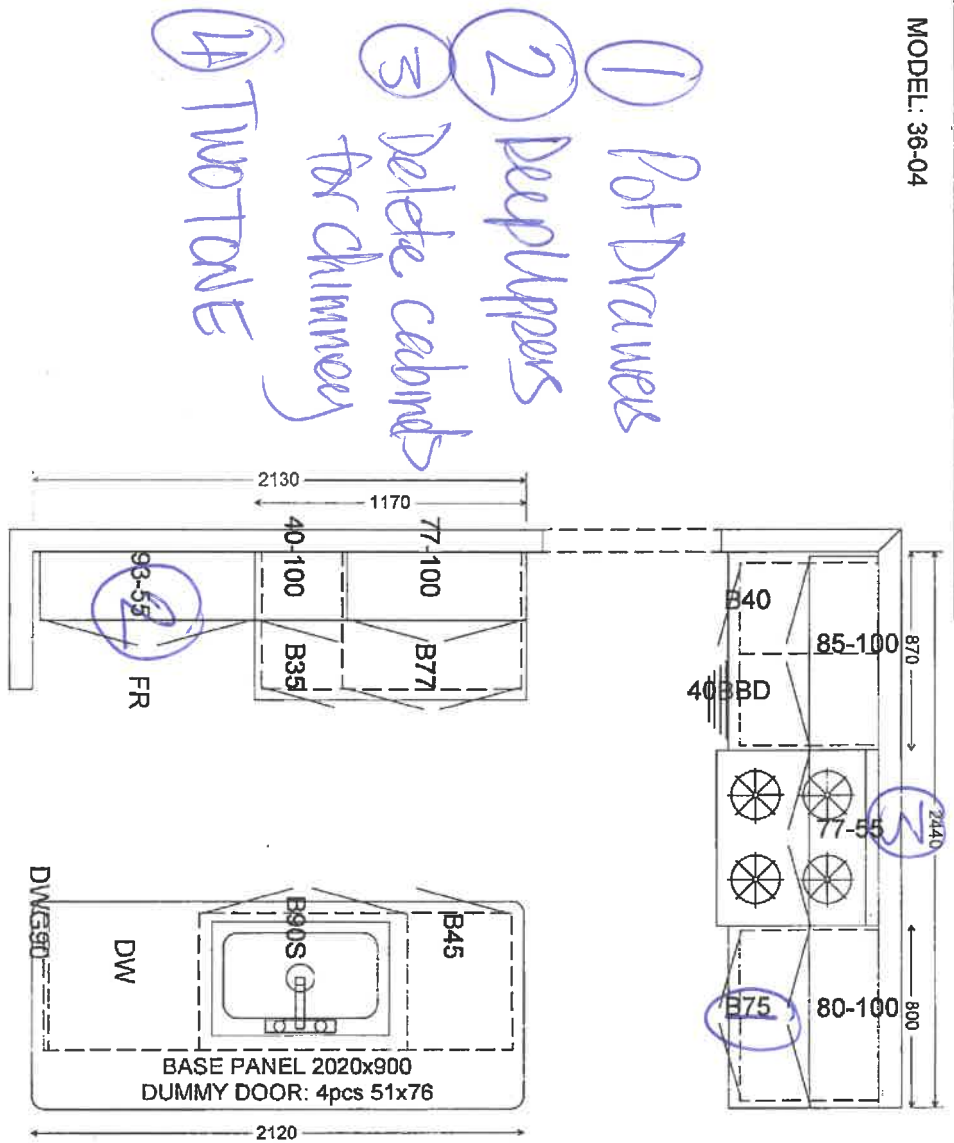 MODEL: 36-04
1 Pot Drawers
2 Deep Uppers
3 Delete cabinets
for chimney
4 TWO TONE
2130
1170
40-100
77-100
93-55
2
B35
B77
FR
B40
85-100
870
40BBD
77-55
3
2440
B75
1
80-100
800
DWG90
DW
B90S
B45
BASE PANEL 2020x900
DUMMY DOOR: 4pcs 51x76
2120